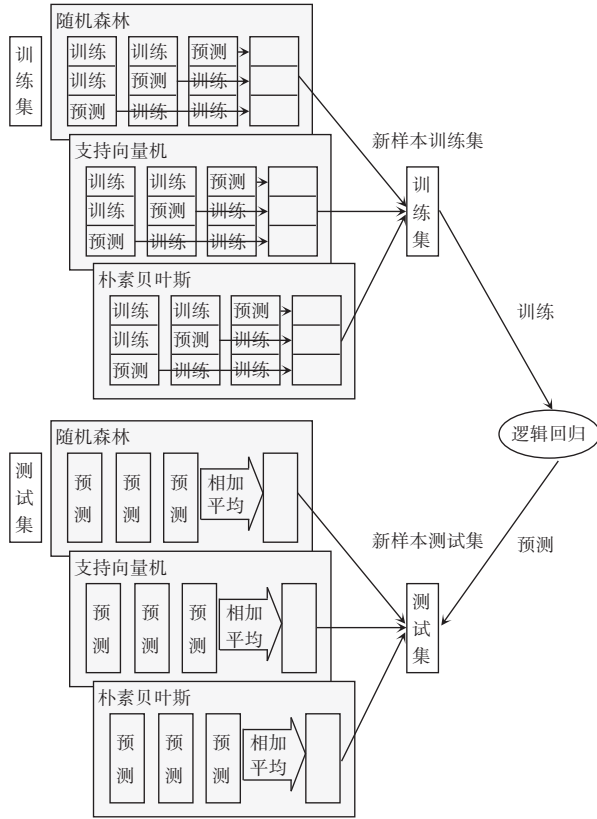 随机森林
训练集
训练 训练 预测
训练 预测 训练
预测 训练 训练
支持向量机
训练 训练 预测
训练 预测 训练
预测 训练 训练
朴素贝叶斯
训练 训练 预测
训练 预测 训练
预测 训练 训练
新样本训练集
训练集
训练
逻辑回归
随机森林
测试集
预测 预测 预测
相加
平均
支持向量机
预测 预测 预测
相加
平均
朴素贝叶斯
预测 预测 预测
相加
平均
新样本测试集
测试集
预测